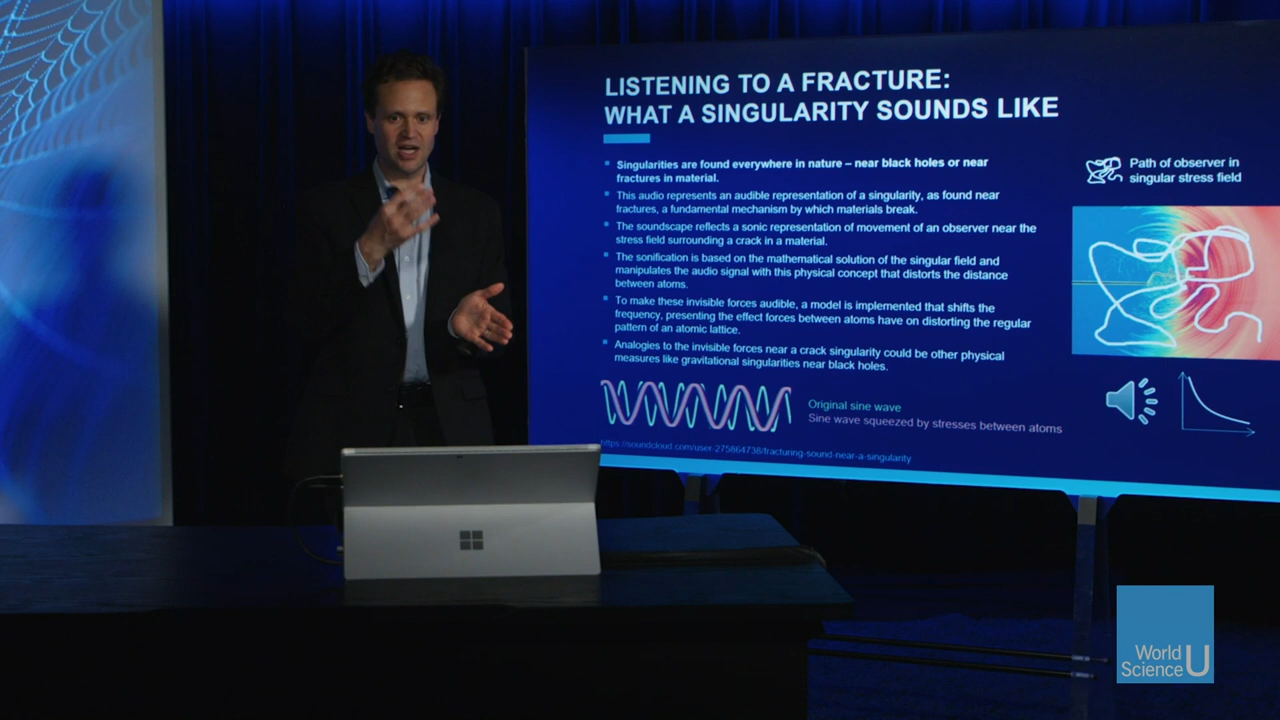 LISTENING TO A FRACTURE:
WHAT A SINGULARITY SOUNDS LIKE
Singularities are found everywhere in nature – near black holes or near
fractures in material.
This audio represents an audible representation of a singularity, as found near
fractures, a fundamental mechanism by which materials break.
The soundscape reflects a sonic representation of movement of an observer near the
stress field surrounding a crack in a material.
The sonification is based on the mathematical solution of the singular field and
manipulates the audio signal with this physical concept that distorts the distance
between atoms.
To make these invisible forces audible, a model is implemented that shifts the
frequency, presenting the effect forces between atoms have on distorting the regular
pattern of an atomic lattice.
Analogies to the invisible forces near a crack singularity could be other physical
measures like gravitational singularities near black holes.
Path of observer in
singular stress field
Original sine wave
Sine wave squeezed by stresses between atoms
https://soundcloud.com/user-275864738/fracturing-sound-near-a-singularity
World
Science U